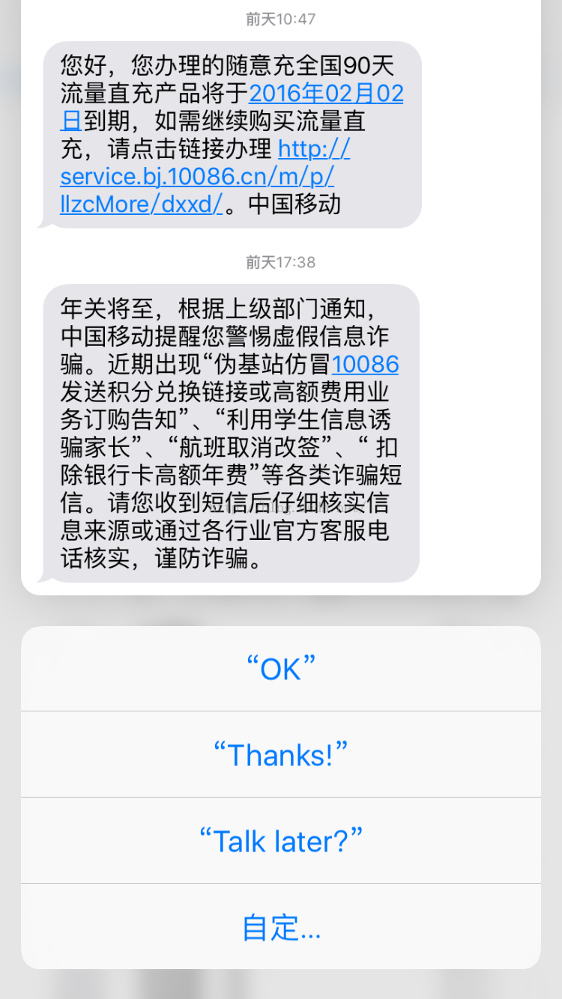 前天10:47
您好，您办理的随意充全国90天
流量直充产品将于2016年02月02
日到期，如需继续购买流量直
充，请点击链接办理 http://
service.bj.10086.cn/m/p/
llzcMore/dxxd/。中国移动
前天17:38
年关将至，根据上级部门通知，
中国移动提醒您警惕虚假信息诈
骗。近期出现“伪基站仿冒10086
发送积分兑换链接或高额费用业
务订购告知”、“利用学生信息诱
骗家长”、“航班取消改签”、“ 扣
除银行卡高额年费”等各类诈骗短
信。请您收到短信后仔细核实信
息来源或通过各行业官方客服电
话核实，谨防诈骗。
“OK”
“Thanks!”
“Talk later?”
自定...